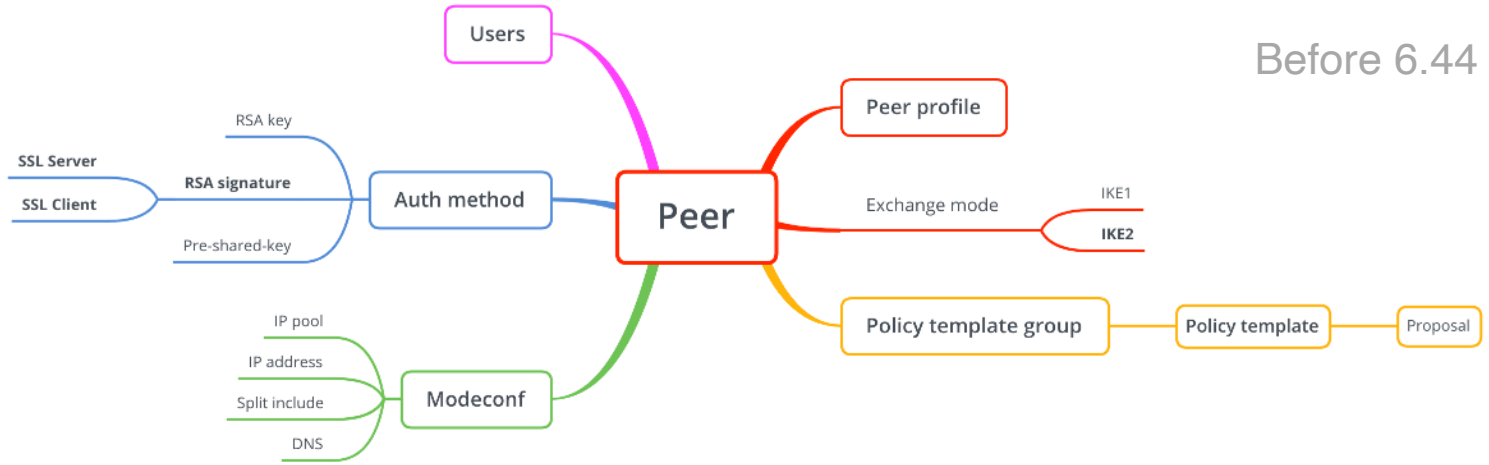 Before 6.44
Users
Peer profile
RSA key
SSL Server
RSA signature
SSL Client
Auth method
Pre-shared-key
Peer
Exchange mode
IKE1
IKE2
IP pool
IP address
Split include
DNS
Modeconf
Policy template group
Policy template
Proposal